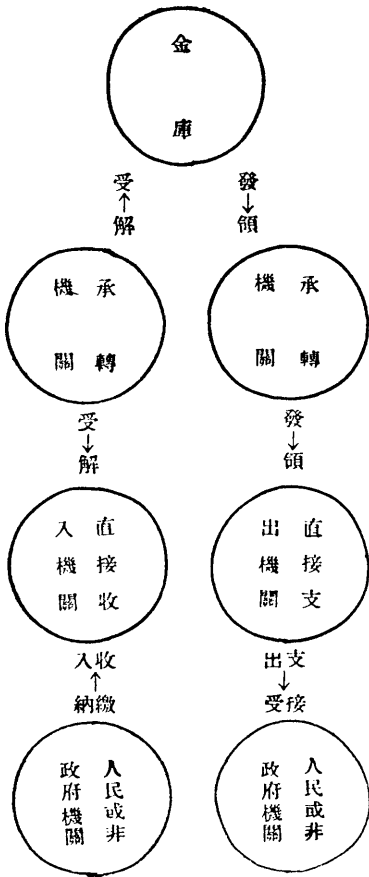 金庫
發
↓
領
受
↑
解
承轉
機關
承轉
機關
發
↓
領
受
↓
解
直接支
出機關
直接收
入機關
支出
↓
接受
收入
↑
繳納
人民或非
政府機關
人民或非
政府機關